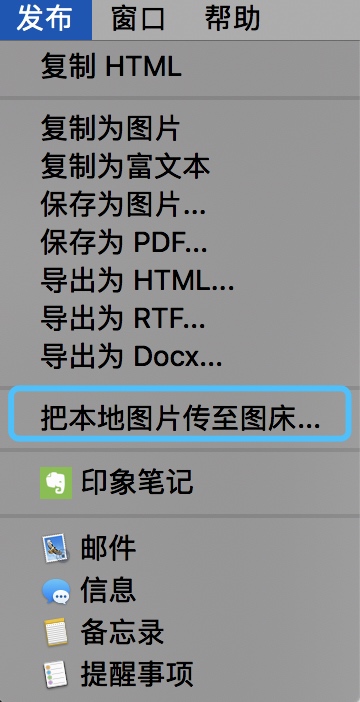 发布 窗口 帮助
复制 HTML
复制为图片
复制为富文本
保存为图片...
保存为 PDF...
导出为 HTML...
导出为 RTF...
导出为 Docx...
把本地图片传至图床...
印象笔记
邮件
信息
备忘录
提醒事项